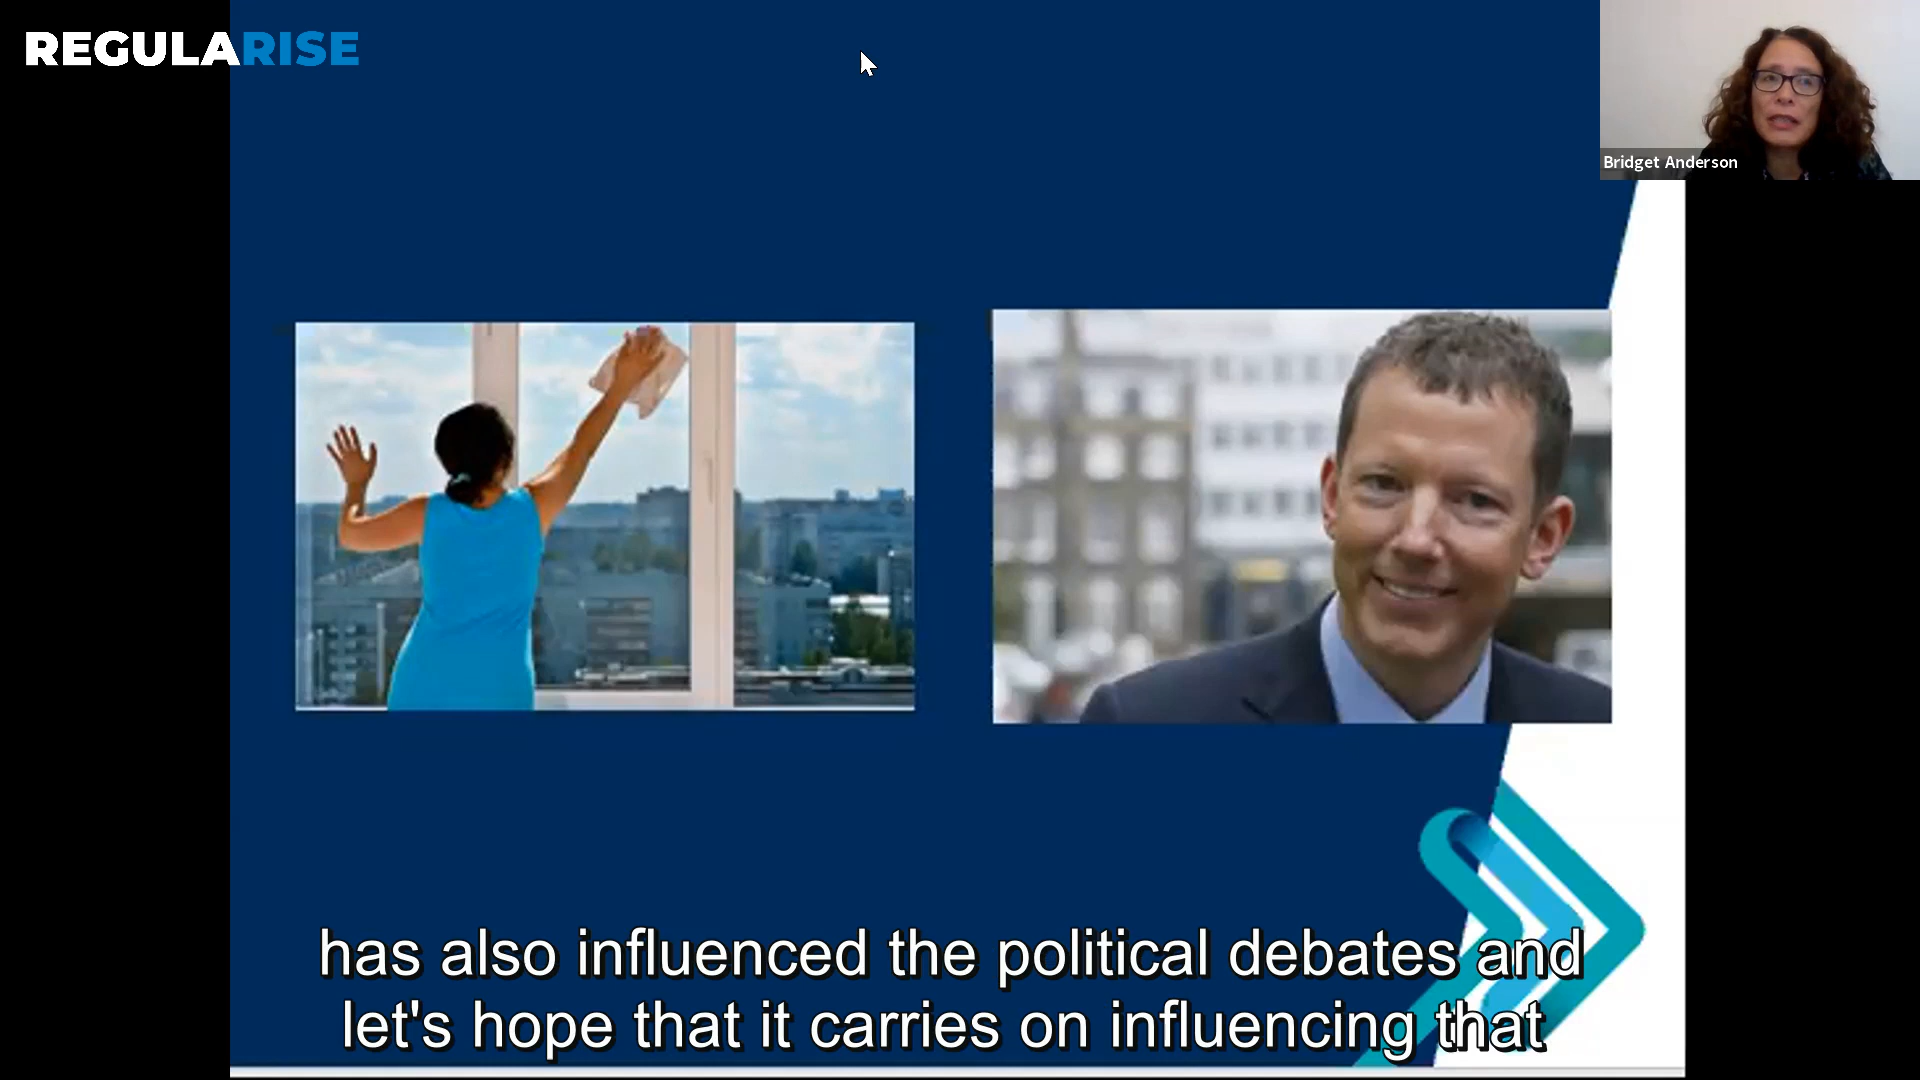 REGULARISE
Bridget Anderson
has also influenced the political debates and
let's hope that it carries on influencing that